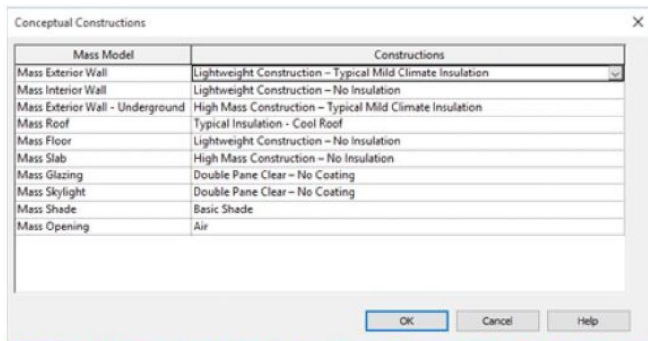 Conceptual Constructions
Mass Model Constructions
Mass Exterior Wall Lightweight Construction – Typical Mild Climate Insulation
Mass Interior Wall Lightweight Construction – No Insulation
Mass Exterior Wall - Underground High Mass Construction – Typical Mild Climate Insulation
Mass Roof Typical Insulation - Cool Roof
Mass Floor Lightweight Construction – No Insulation
Mass Slab High Mass Construction – No Insulation
Mass Glazing Double Pane Clear – No Coating
Mass Skylight Double Pane Clear – No Coating
Mass Shade Basic Shade
Mass Opening Air
OK Cancel Help